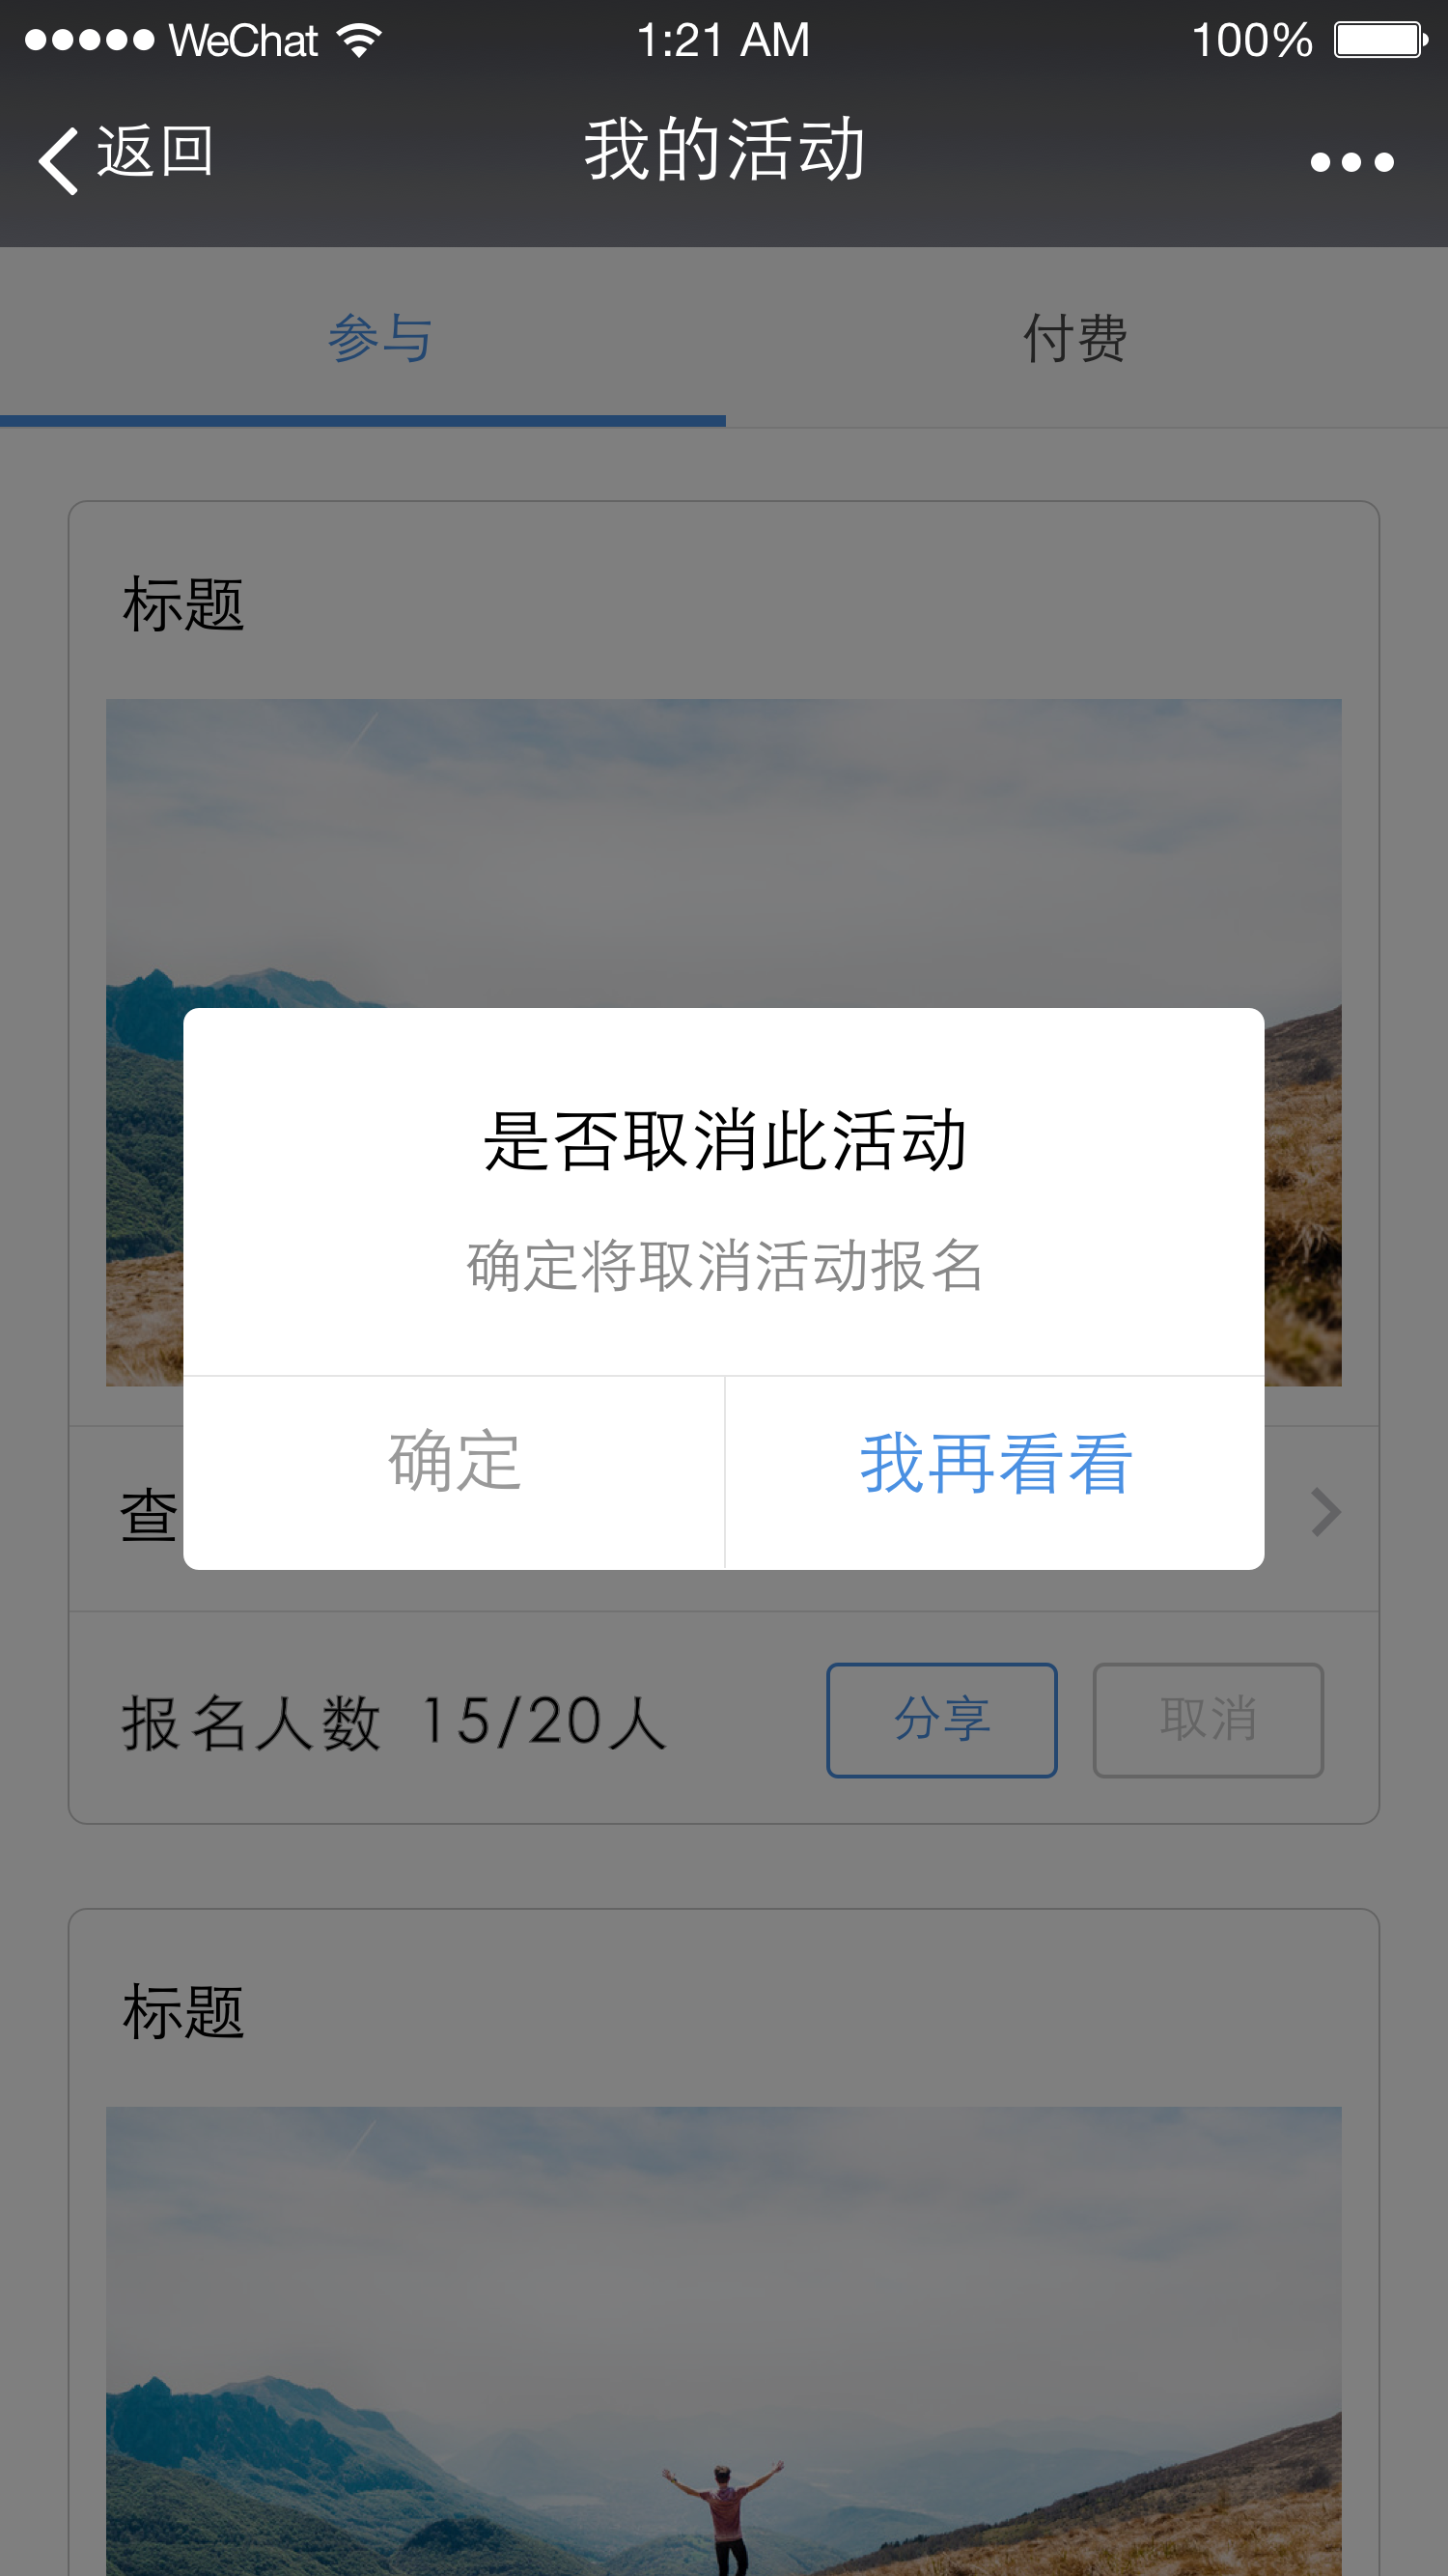 WeChat 1:21 AM 100%
返回 我的活动
参与 付费
标题
是否取消此活动
确定将取消活动报名
确定 我再看看
查
报名人数 15/20人 分享 取消
标题